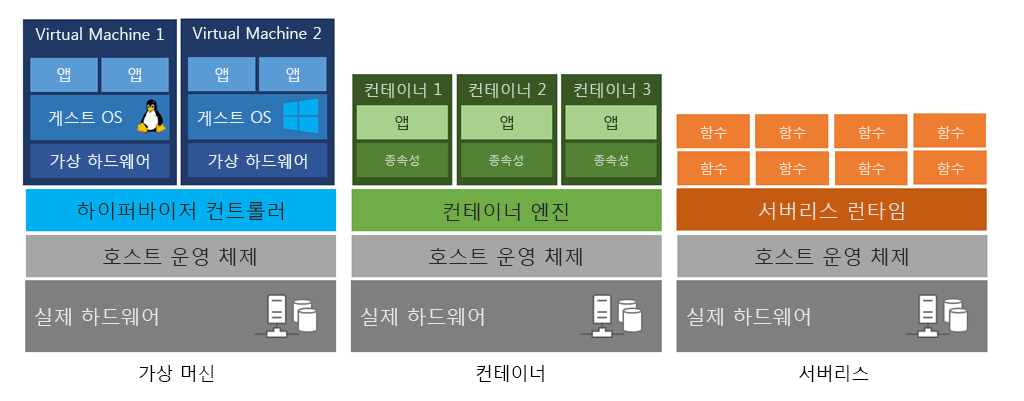 Virtual Machine 1
앱 앱
게스트 OS
가상 하드웨어
Virtual Machine 2
앱 앱
게스트 OS
가상 하드웨어
하이퍼바이저 컨트롤러
호스트 운영 체제
실제 하드웨어
가상 머신
컨테이너 1
앱
종속성
컨테이너 2
앱
종속성
컨테이너 3
앱
종속성
컨테이너 엔진
호스트 운영 체제
실제 하드웨어
컨테이너
함수 함수 함수 함수
함수 함수 함수 함수
서버리스 런타임
호스트 운영 체제
실제 하드웨어
서버리스